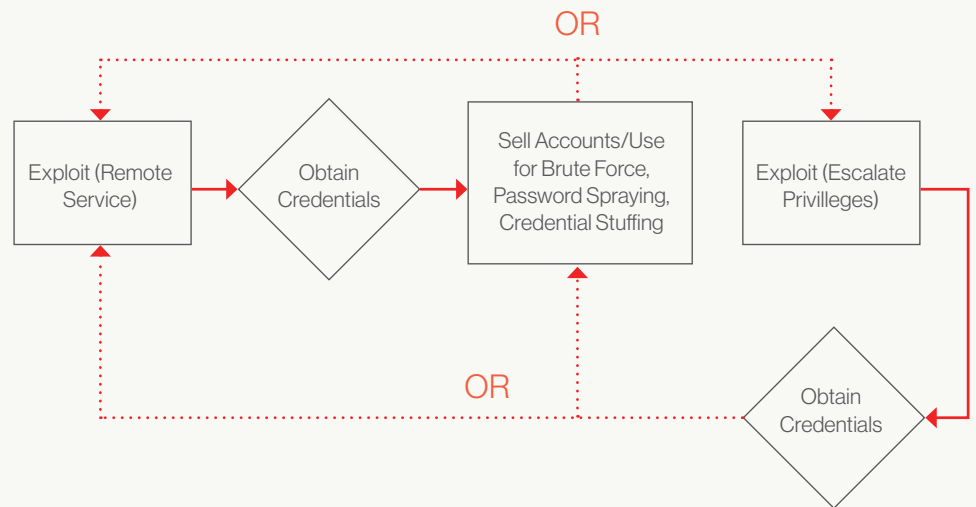 OR
Exploit (Remote
Service)
Obtain
Credentials
Sell Accounts/Use
for Brute Force,
Password Spraying,
Credential Stuffing
Exploit (Escalate
Privilleges)
OR
Obtain
Credentials